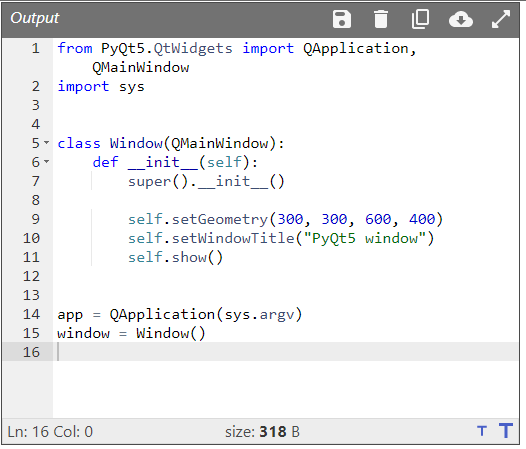 Output
1 from PyQt5.QtWidgets import QApplication,
QMainWindow
2 import sys
3
4
5 class Window(QMainWindow):
6 def __init__(self):
7 super().__init__()
8
9 self.setGeometry(300, 300, 600, 400)
10 self.setWindowTitle("PyQt5 window")
11 self.show()
12
13
14 app = QApplication(sys.argv)
15 window = Window()
16
Ln: 16 Col: 0 size: 318 B T T